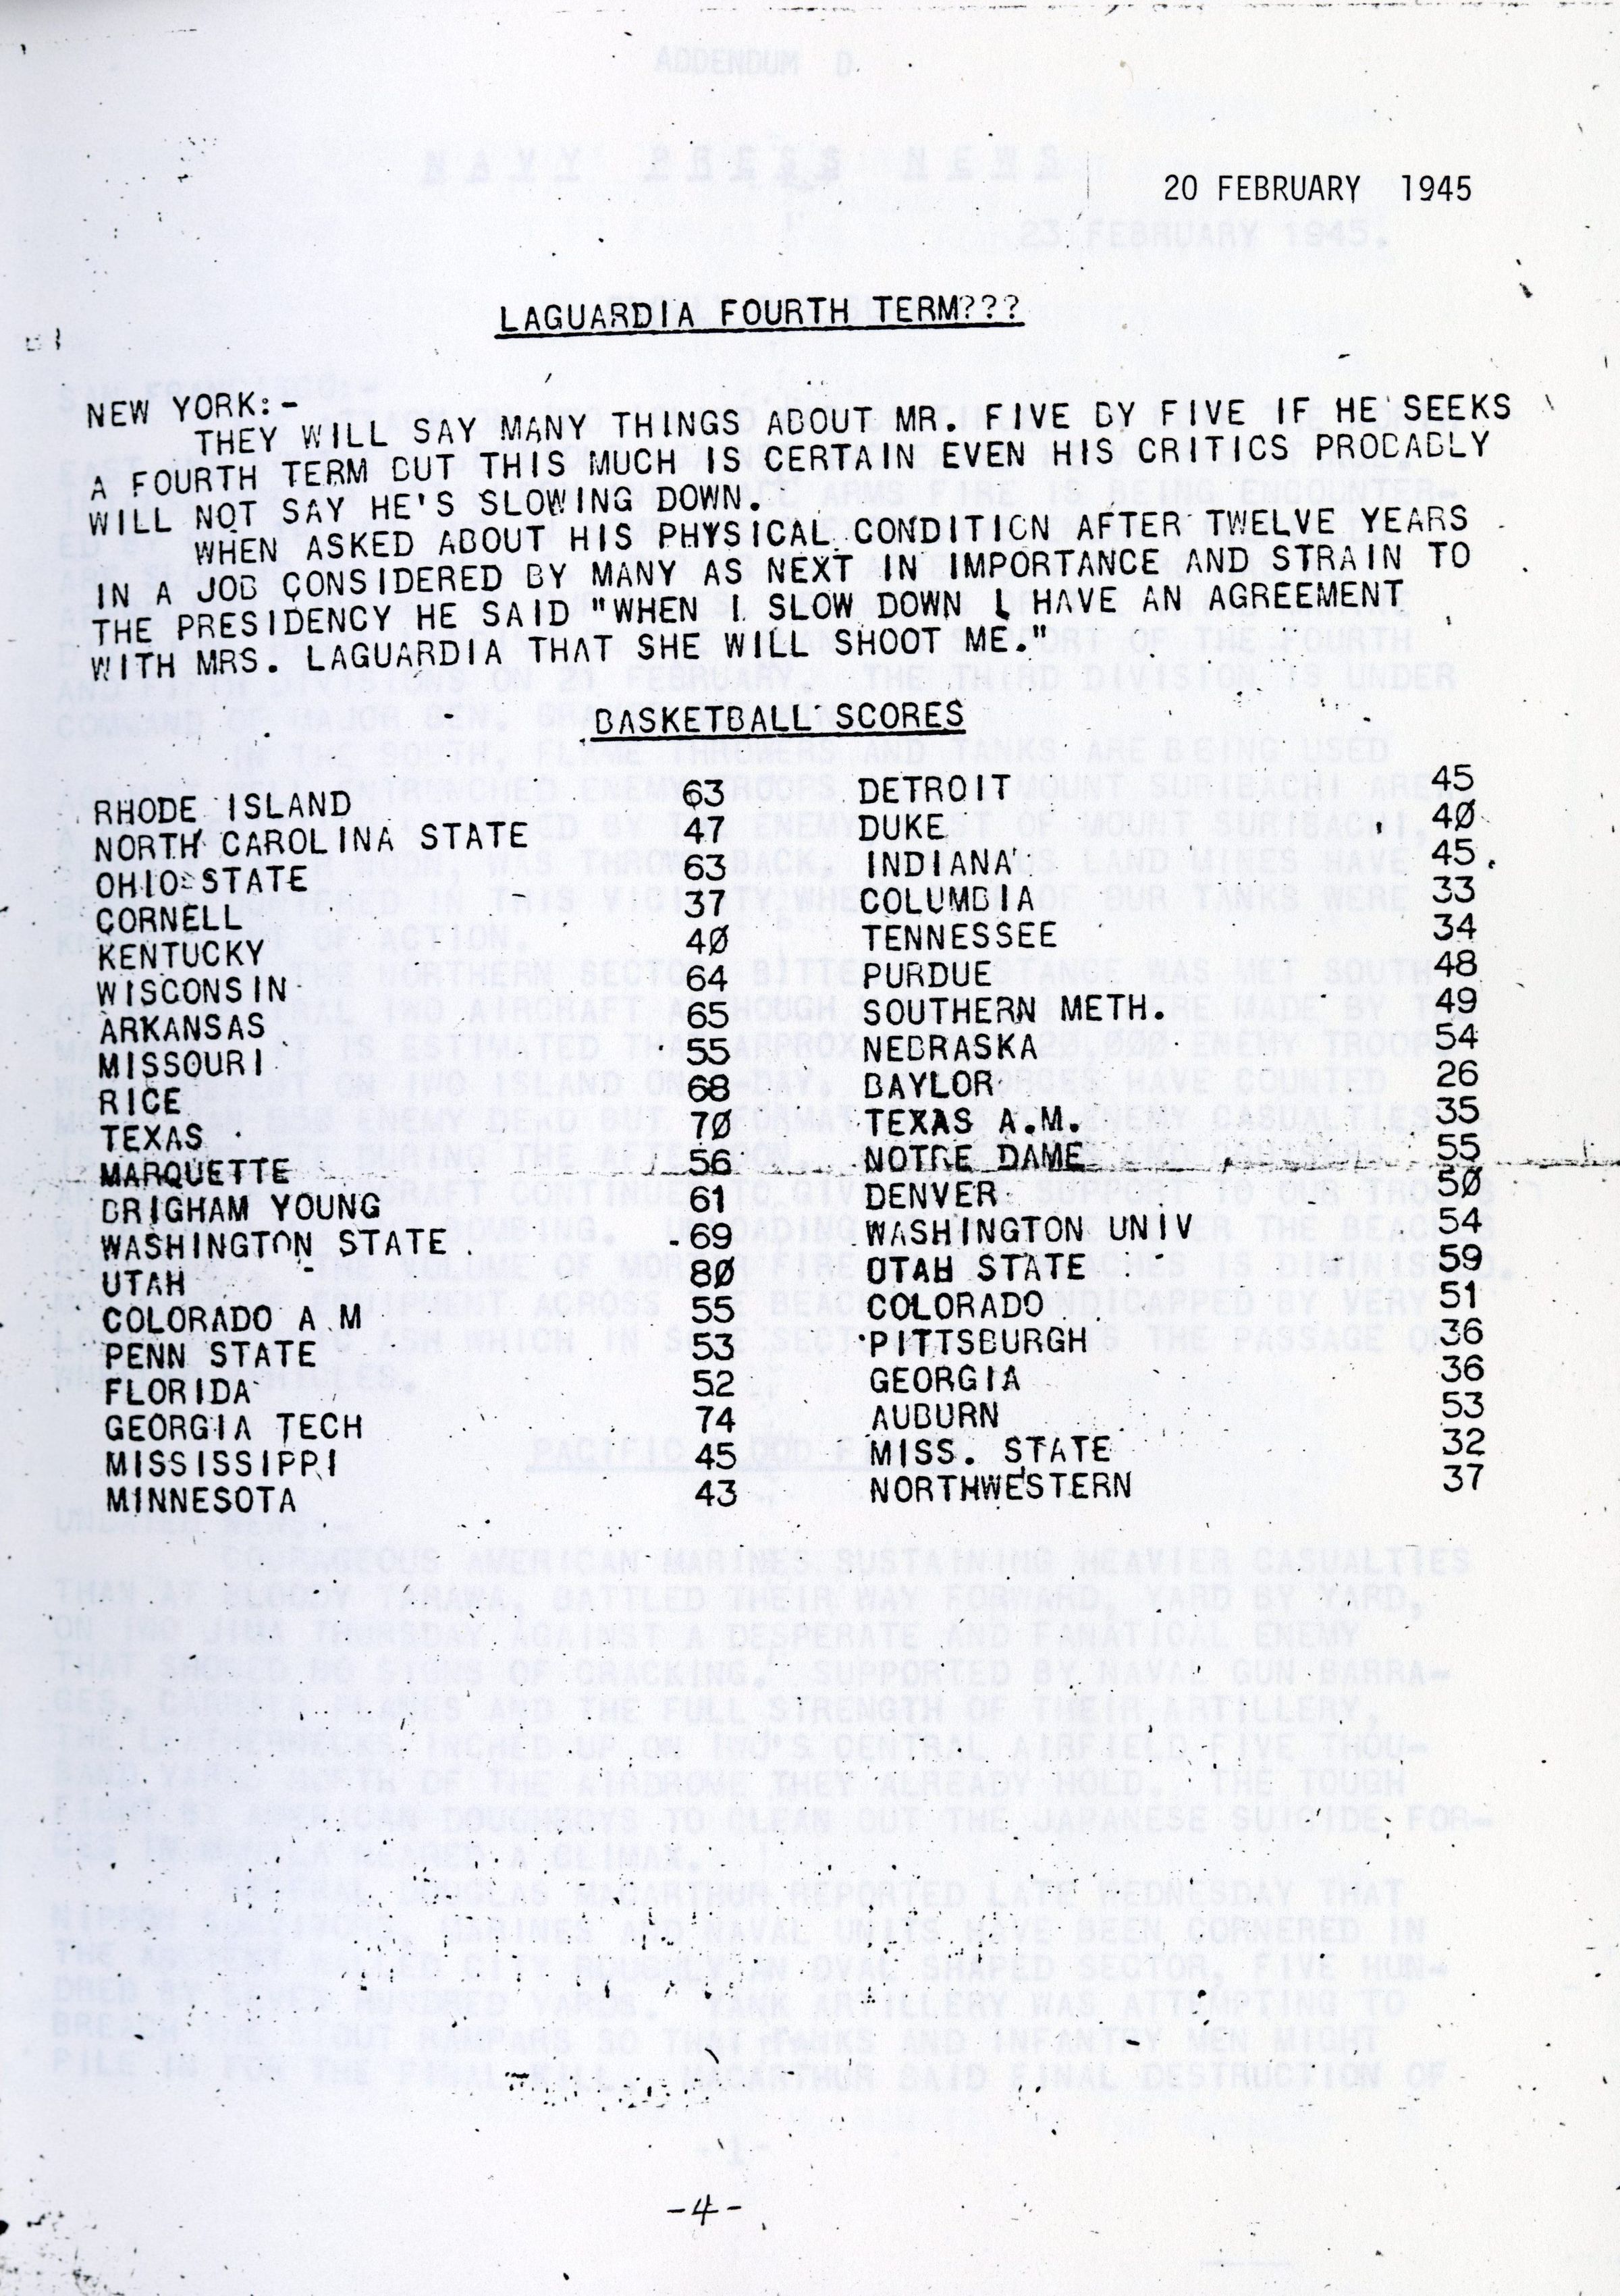 20 FEBRUARY 1945
LAGUARDIA FOURTH TERM???
NEW YORK:-
THEY WILL SAY MANY THINGS ABOUT MR. FIVE BY FIVE IF HE SEEKS
A FOURTH TERM BUT THIS MUCH IS CERTAIN EVEN HIS CRITICS PROBABLY
WILL NOT SAY HE'S SLOWING DOWN.
WHEN ASKED ABOUT HIS PHYSICAL CONDITION AFTER TWELVE YEARS
IN A JOB CONSIDERED BY MANY AS NEXT IN IMPORTANCE AND STRAIN TO
THE PRESIDENCY HE SAID "WHEN I SLOW DOWN I HAVE AN AGREEMENT
WITH MRS. LAGUARDIA THAT SHE WILL SHOOT ME."
BASKETBALL SCORES
RHODE ISLAND 63 DETROIT 45
NORTH CAROLINA STATE 47 DUKE 40
OHIO STATE 63 INDIANA 45
CORNELL 37 COLUMBIA 33
KENTUCKY 40 TENNESSEE 34
WISCONSIN 64 PURDUE 48
ARKANSAS 65 SOUTHERN METH. 49
MISSOURI 55 NEBRASKA 54
RICE 68 BAYLOR 26
TEXAS 70 TEXAS A.M. 35
MARQUETTE 56 NOTRE DAME 55
BRIGHAM YOUNG 61 DENVER 50
WASHINGTON STATE 69 WASHINGTON UNIV 54
UTAH 80 UTAH STATE 59
COLORADO A M 55 COLORADO 51
PENN STATE 53 PITTSBURGH 36
FLORIDA 52 GEORGIA 36
GEORGIA TECH 74 AUBURN 53
MISSISSIPPI 45 MISS. STATE 32
MINNESOTA 43 NORTHWESTERN 37
-4-